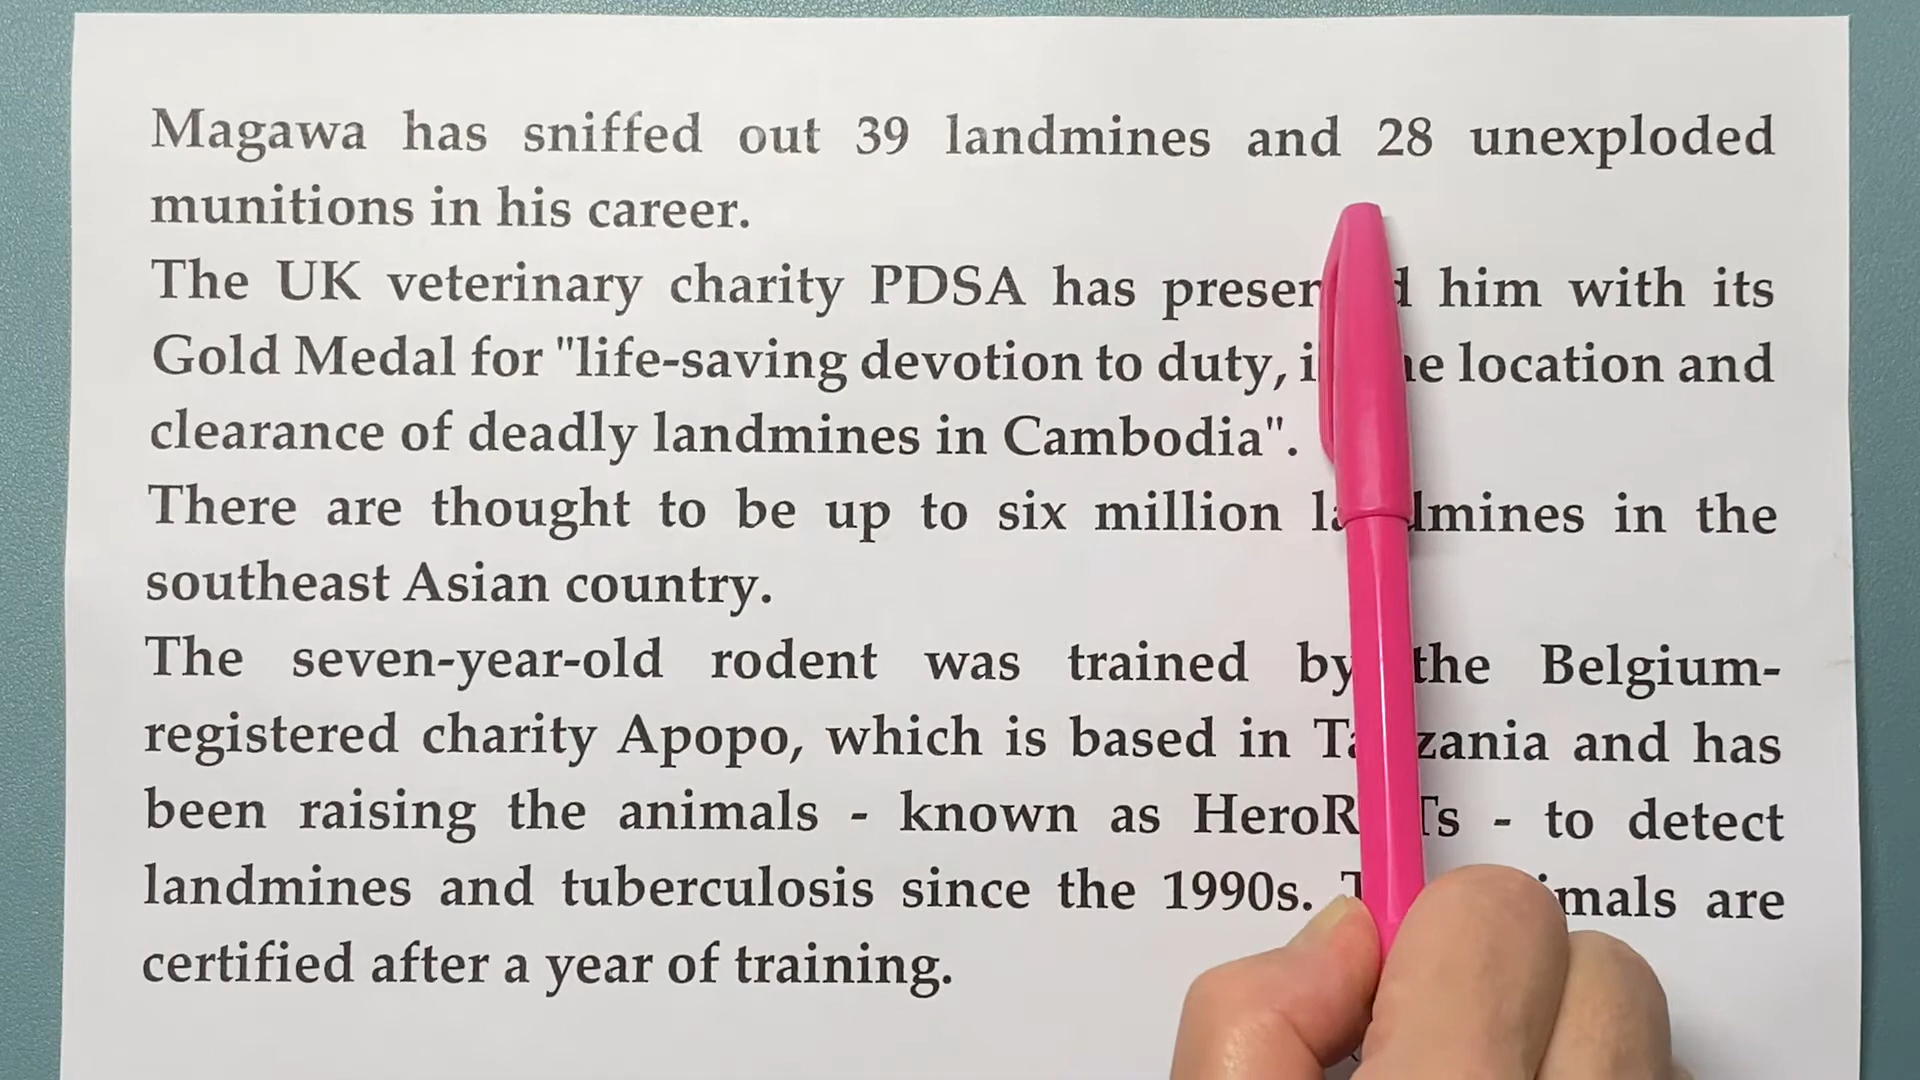 Magawa has sniffed out 39 landmines and 28 unexploded
munitions in his career.
The UK veterinary charity PDSA has him with its
Gold Medal for "life-saving devotion to duty, location and
clearance of deadly landmines in Cambodia".
There are thought to be up to six million landmines in the
southeast Asian country.
The seven-year-old rodent was trained by the Belgium-
registered charity Apopo, which is based in Tanzania and has
been raising the animals - known as HeroRATs - to detect
landmines and tuberculosis since the 1990s. are
certified after a year of training.